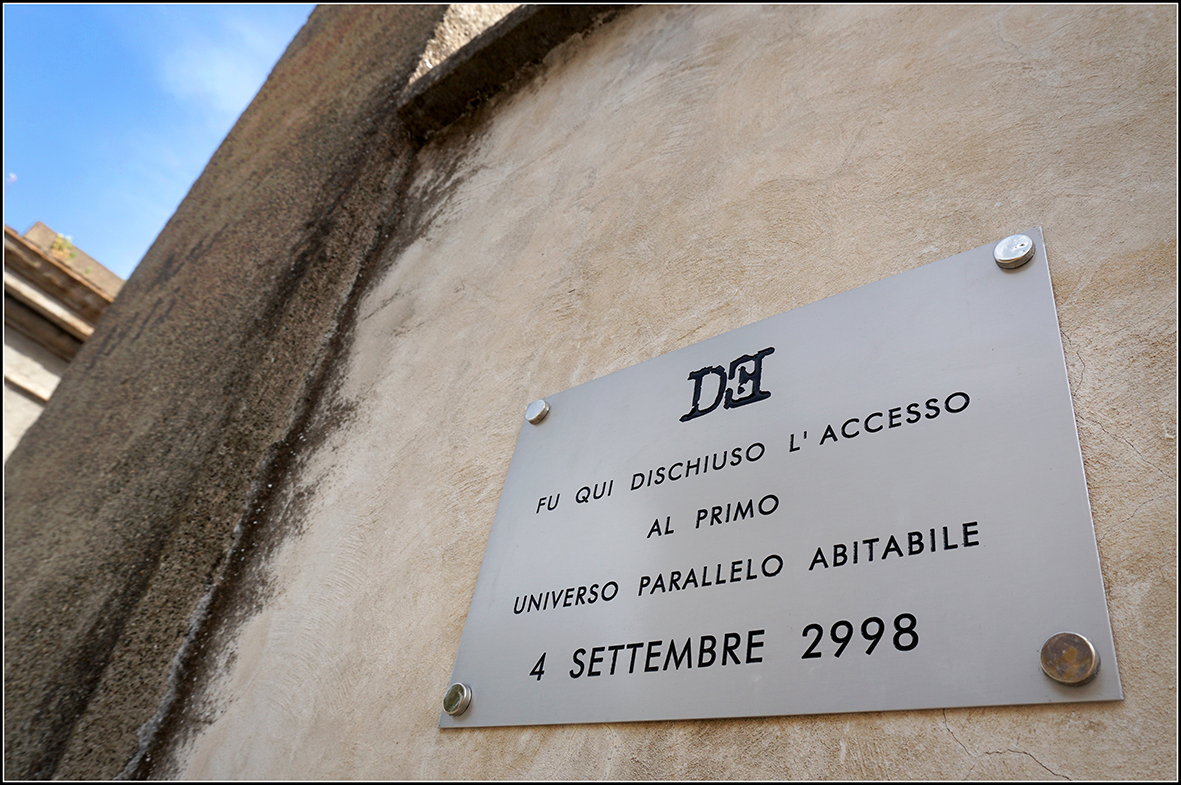 DE
FU QUI DISCHIUSO L'ACCESSO
AL PRIMO
UNIVERSO PARALLELO ABITABILE
4 SETTEMBRE 2998